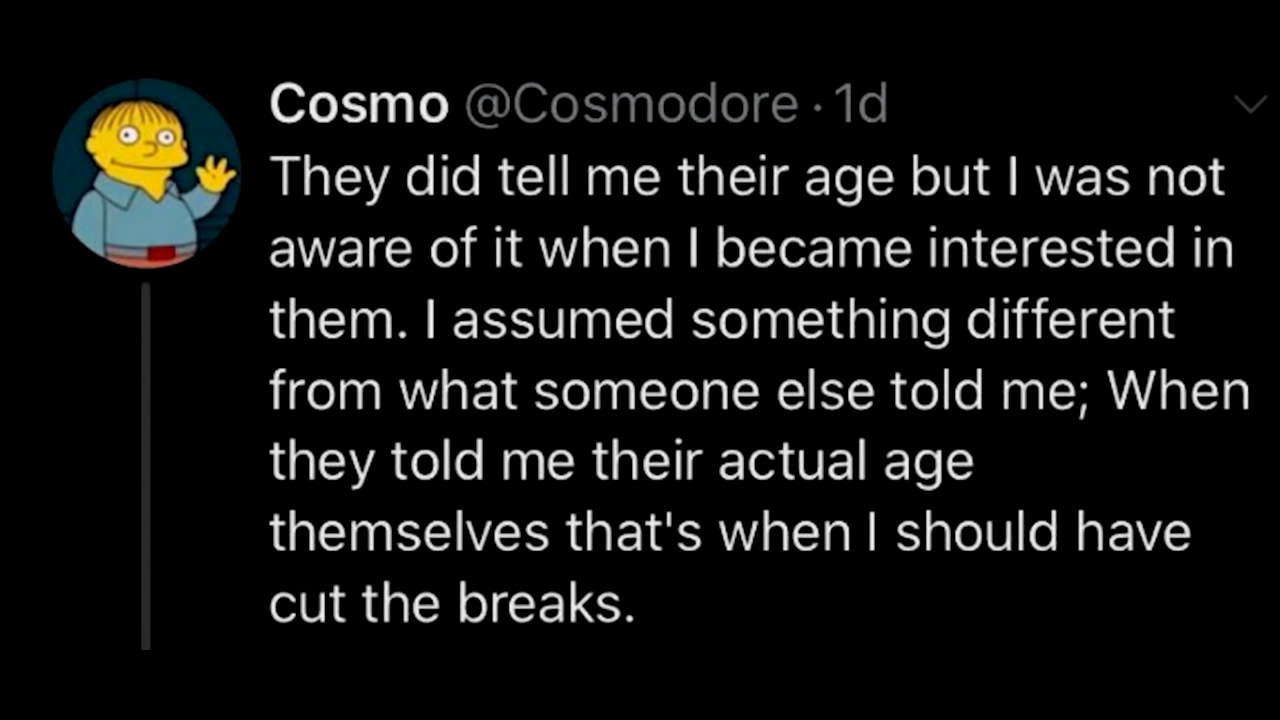 Cosmo @Cosmodore · 1d
They did tell me their age but I was not
aware of it when I became interested in
them. I assumed something different
from what someone else told me; When
they told me their actual age
themselves that's when I should have
cut the breaks.